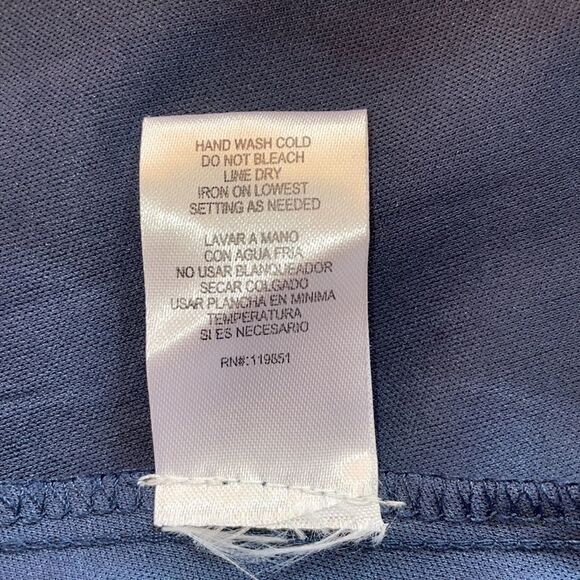 HAND WASH COLD
DO NOT BLEACH
LINE DRY
IRON ON LOWEST
SETTING AS NEEDED
LAVAR A MANO
CON AGUA FRIA
NO USAR BLANQUEADOR
SECAR COLGADO
USAR PLANCHA EN MINIMA
TEMPERATURA
SI ES NECESARIO
RN#:119851